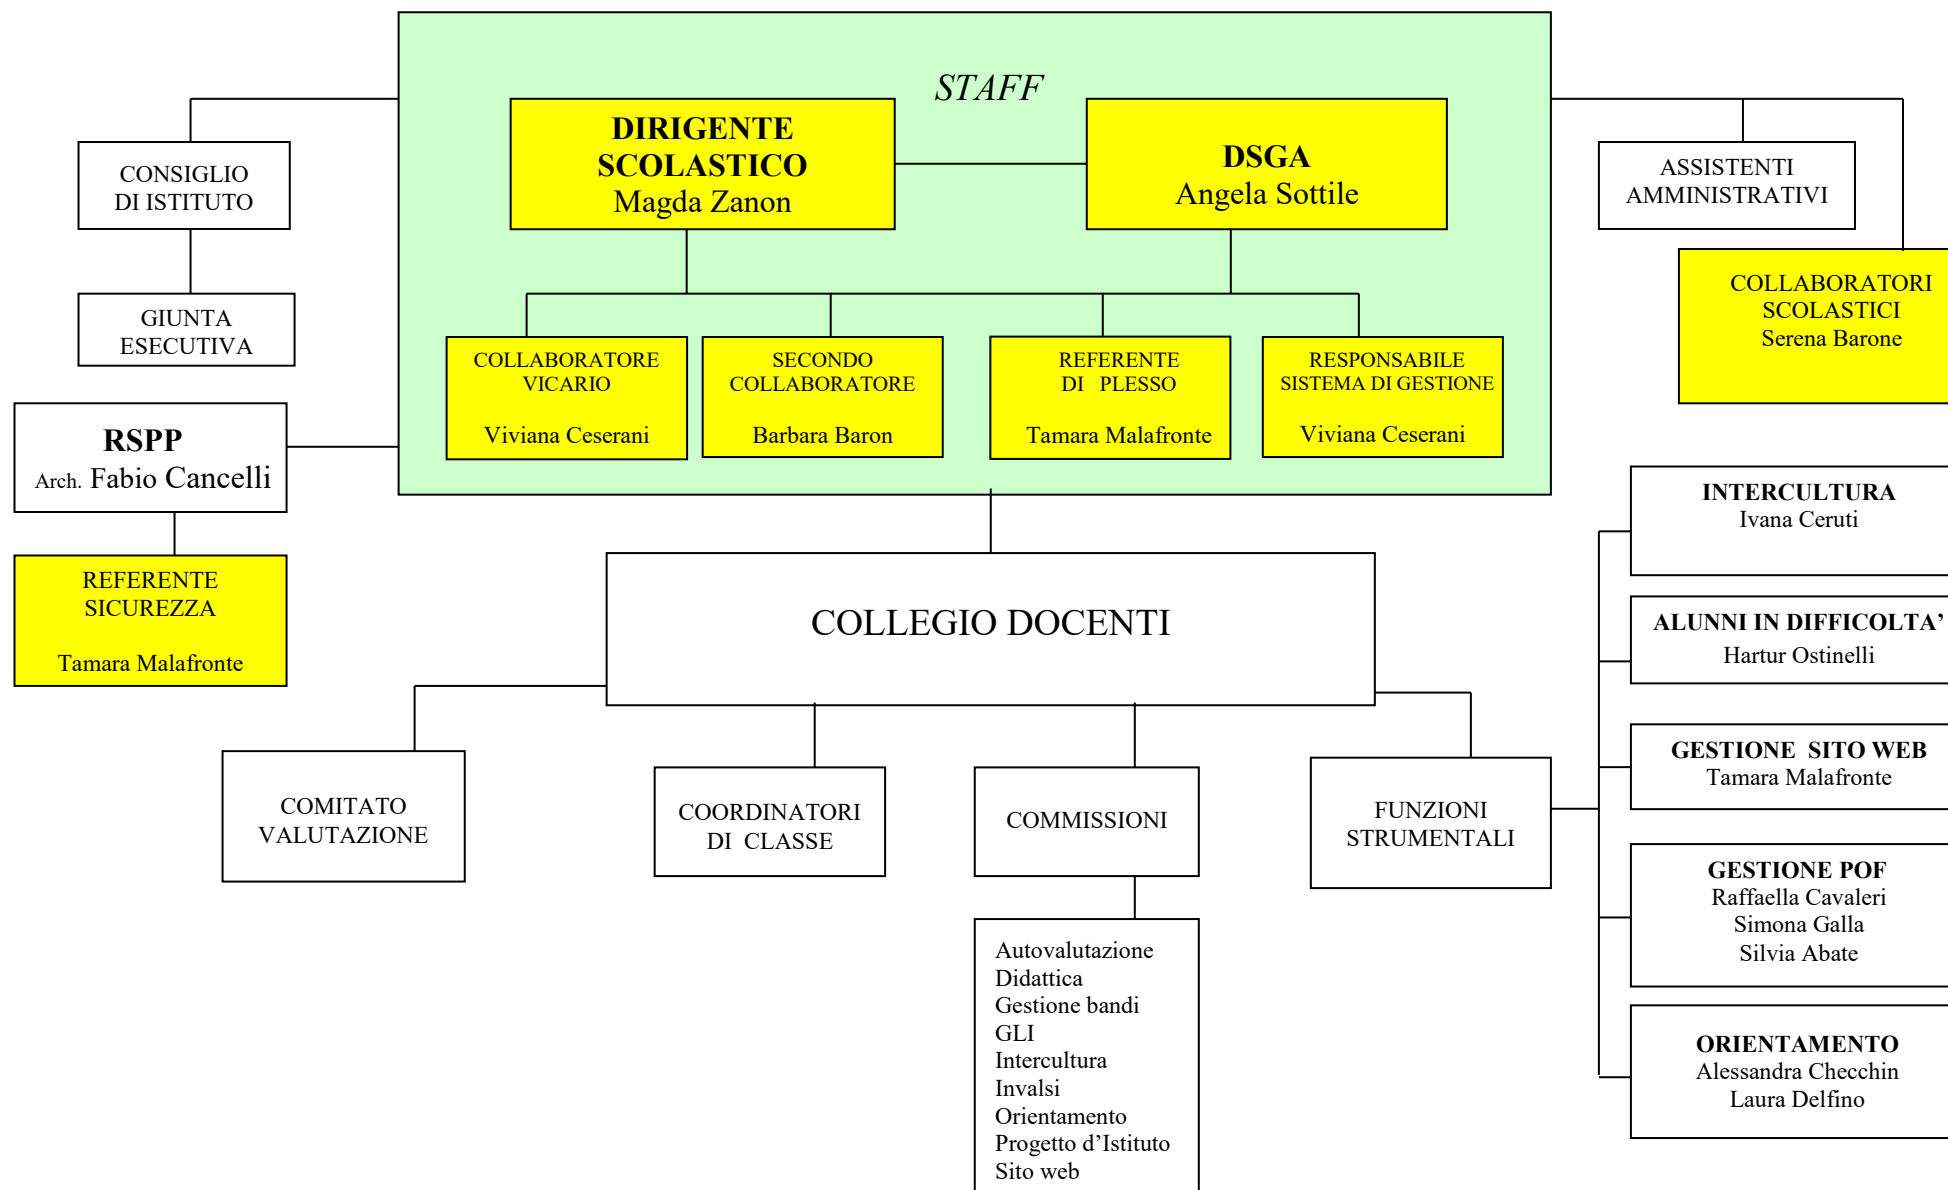 STAFF
DIRIGENTE
SCOLASTICO
Magda Zanon
DSGA
Angela Sottile
CONSIGLIO
DI ISTITUTO
ASSISTENTI
AMMINISTRATIVI
GIUNTA
ESECUTIVA
COLLABORATORI
SCOLASTICI
Serena Barone
COLLABORATORE
VICARIO
Viviana Ceserani
SECONDO
COLLABORATORE
Barbara Baron
REFERENTE
DI PLESSO
Tamara Malafronte
RESPONSABILE
SISTEMA DI GESTIONE
Viviana Ceserani
RSPP
Arch. Fabio Cancelli
REFERENTE
SICUREZZA
Tamara Malafronte
COLLEGIO DOCENTI
COMITATO
VALUTAZIONE
COORDINATORI
DI CLASSE
COMMISSIONI
FUNZIONI
STRUMENTALI
Autovalutazione
Didattica
Gestione bandi
GLI
Intercultura
Invalsi
Orientamento
Progetto d’Istituto
Sito web
INTERCULTURA
Ivana Ceruti
ALUNNI IN DIFFICOLTA’
Hartur Ostinelli
GESTIONE SITO WEB
Tamara Malafronte
GESTIONE POF
Raffaella Cavaleri
Simona Galla
Silvia Abate
ORIENTAMENTO
Alessandra Checchin
Laura Delfino